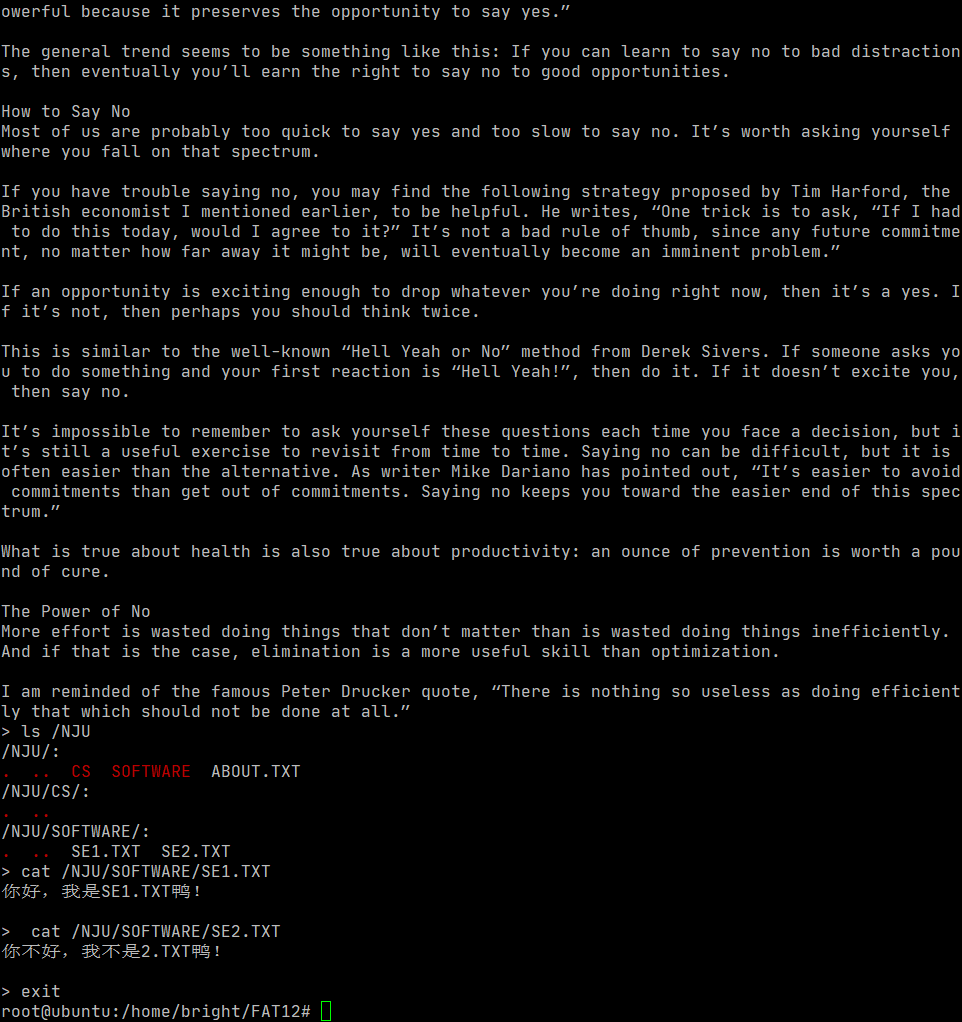 owerful because it preserves the opportunity to say yes.”
The general trend seems to be something like this: If you can learn to say no to bad distraction
s, then eventually you’ll earn the right to say no to good opportunities.
How to Say No
Most of us are probably too quick to say yes and too slow to say no. It’s worth asking yourself
where you fall on that spectrum.
If you have trouble saying no, you may find the following strategy proposed by Tim Harford, the
British economist I mentioned earlier, to be helpful. He writes, “One trick is to ask, “If I had
 to do this today, would I agree to it?” It’s not a bad rule of thumb, since any future commitme
nt, no matter how far away it might be, will eventually become an imminent problem.”
If an opportunity is exciting enough to drop whatever you’re doing right now, then it’s a yes. I
f it’s not, then perhaps you should think twice.
This is similar to the well-known “Hell Yeah or No” method from Derek Sivers. If someone asks yo
u to do something and your first reaction is “Hell Yeah!”, then do it. If it doesn’t excite you,
 then say no.
It’s impossible to remember to ask yourself these questions each time you face a decision, but i
t’s still a useful exercise to revisit from time to time. Saying no can be difficult, but it is
often easier than the alternative. As writer Mike Dariano has pointed out, “It’s easier to avoid
 commitments than get out of commitments. Saying no keeps you toward the easier end of this spec
trum.”
What is true about health is also true about productivity: an ounce of prevention is worth a pou
nd of cure.
The Power of No
More effort is wasted doing things that don’t matter than is wasted doing things inefficiently.
And if that is the case, elimination is a more useful skill than optimization.
I am reminded of the famous Peter Drucker quote, “There is nothing so useless as doing efficient
ly that which should not be done at all.”
> ls /NJU
/NJU/:
.  ..  CS  SOFTWARE  ABOUT.TXT
/NJU/CS/:
.  ..
/NJU/SOFTWARE/:
.  ..  SE1.TXT  SE2.TXT
> cat /NJU/SOFTWARE/SE1.TXT
你好，我是SE1.TXT鸭！
>  cat /NJU/SOFTWARE/SE2.TXT
你不好，我不是2.TXT鸭！
> exit
root@ubuntu:/home/bright/FAT12#